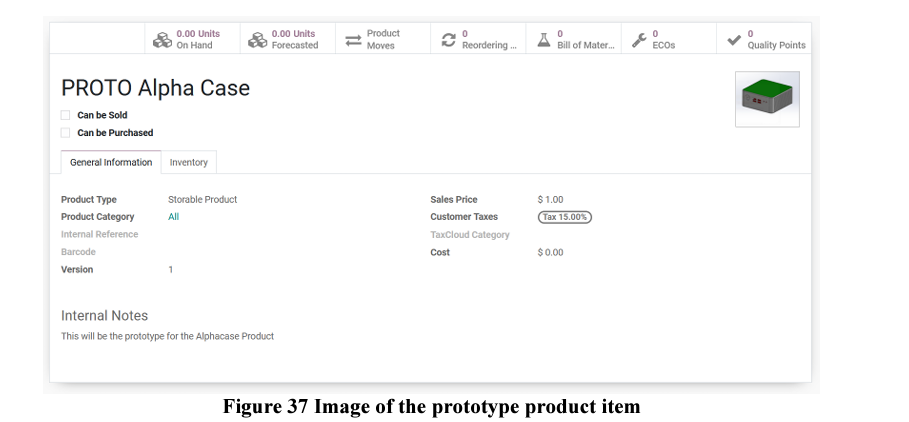 0.00 Units
On Hand
0.00 Units
Forecasted
Product
Moves
0
Reordering ...
0
Bill of Mater...
0
ECOs
0
Quality Points
PROTO Alpha Case
Can be Sold
Can be Purchased
General Information Inventory
Product Type Storable Product
Product Category All
Internal Reference
Barcode
Version 1
Sales Price $ 1.00
Customer Taxes Tax 15.00%
TaxCloud Category
Cost $ 0.00
Internal Notes
This will be the prototype for the Alphacase Product
Figure 37 Image of the prototype product item